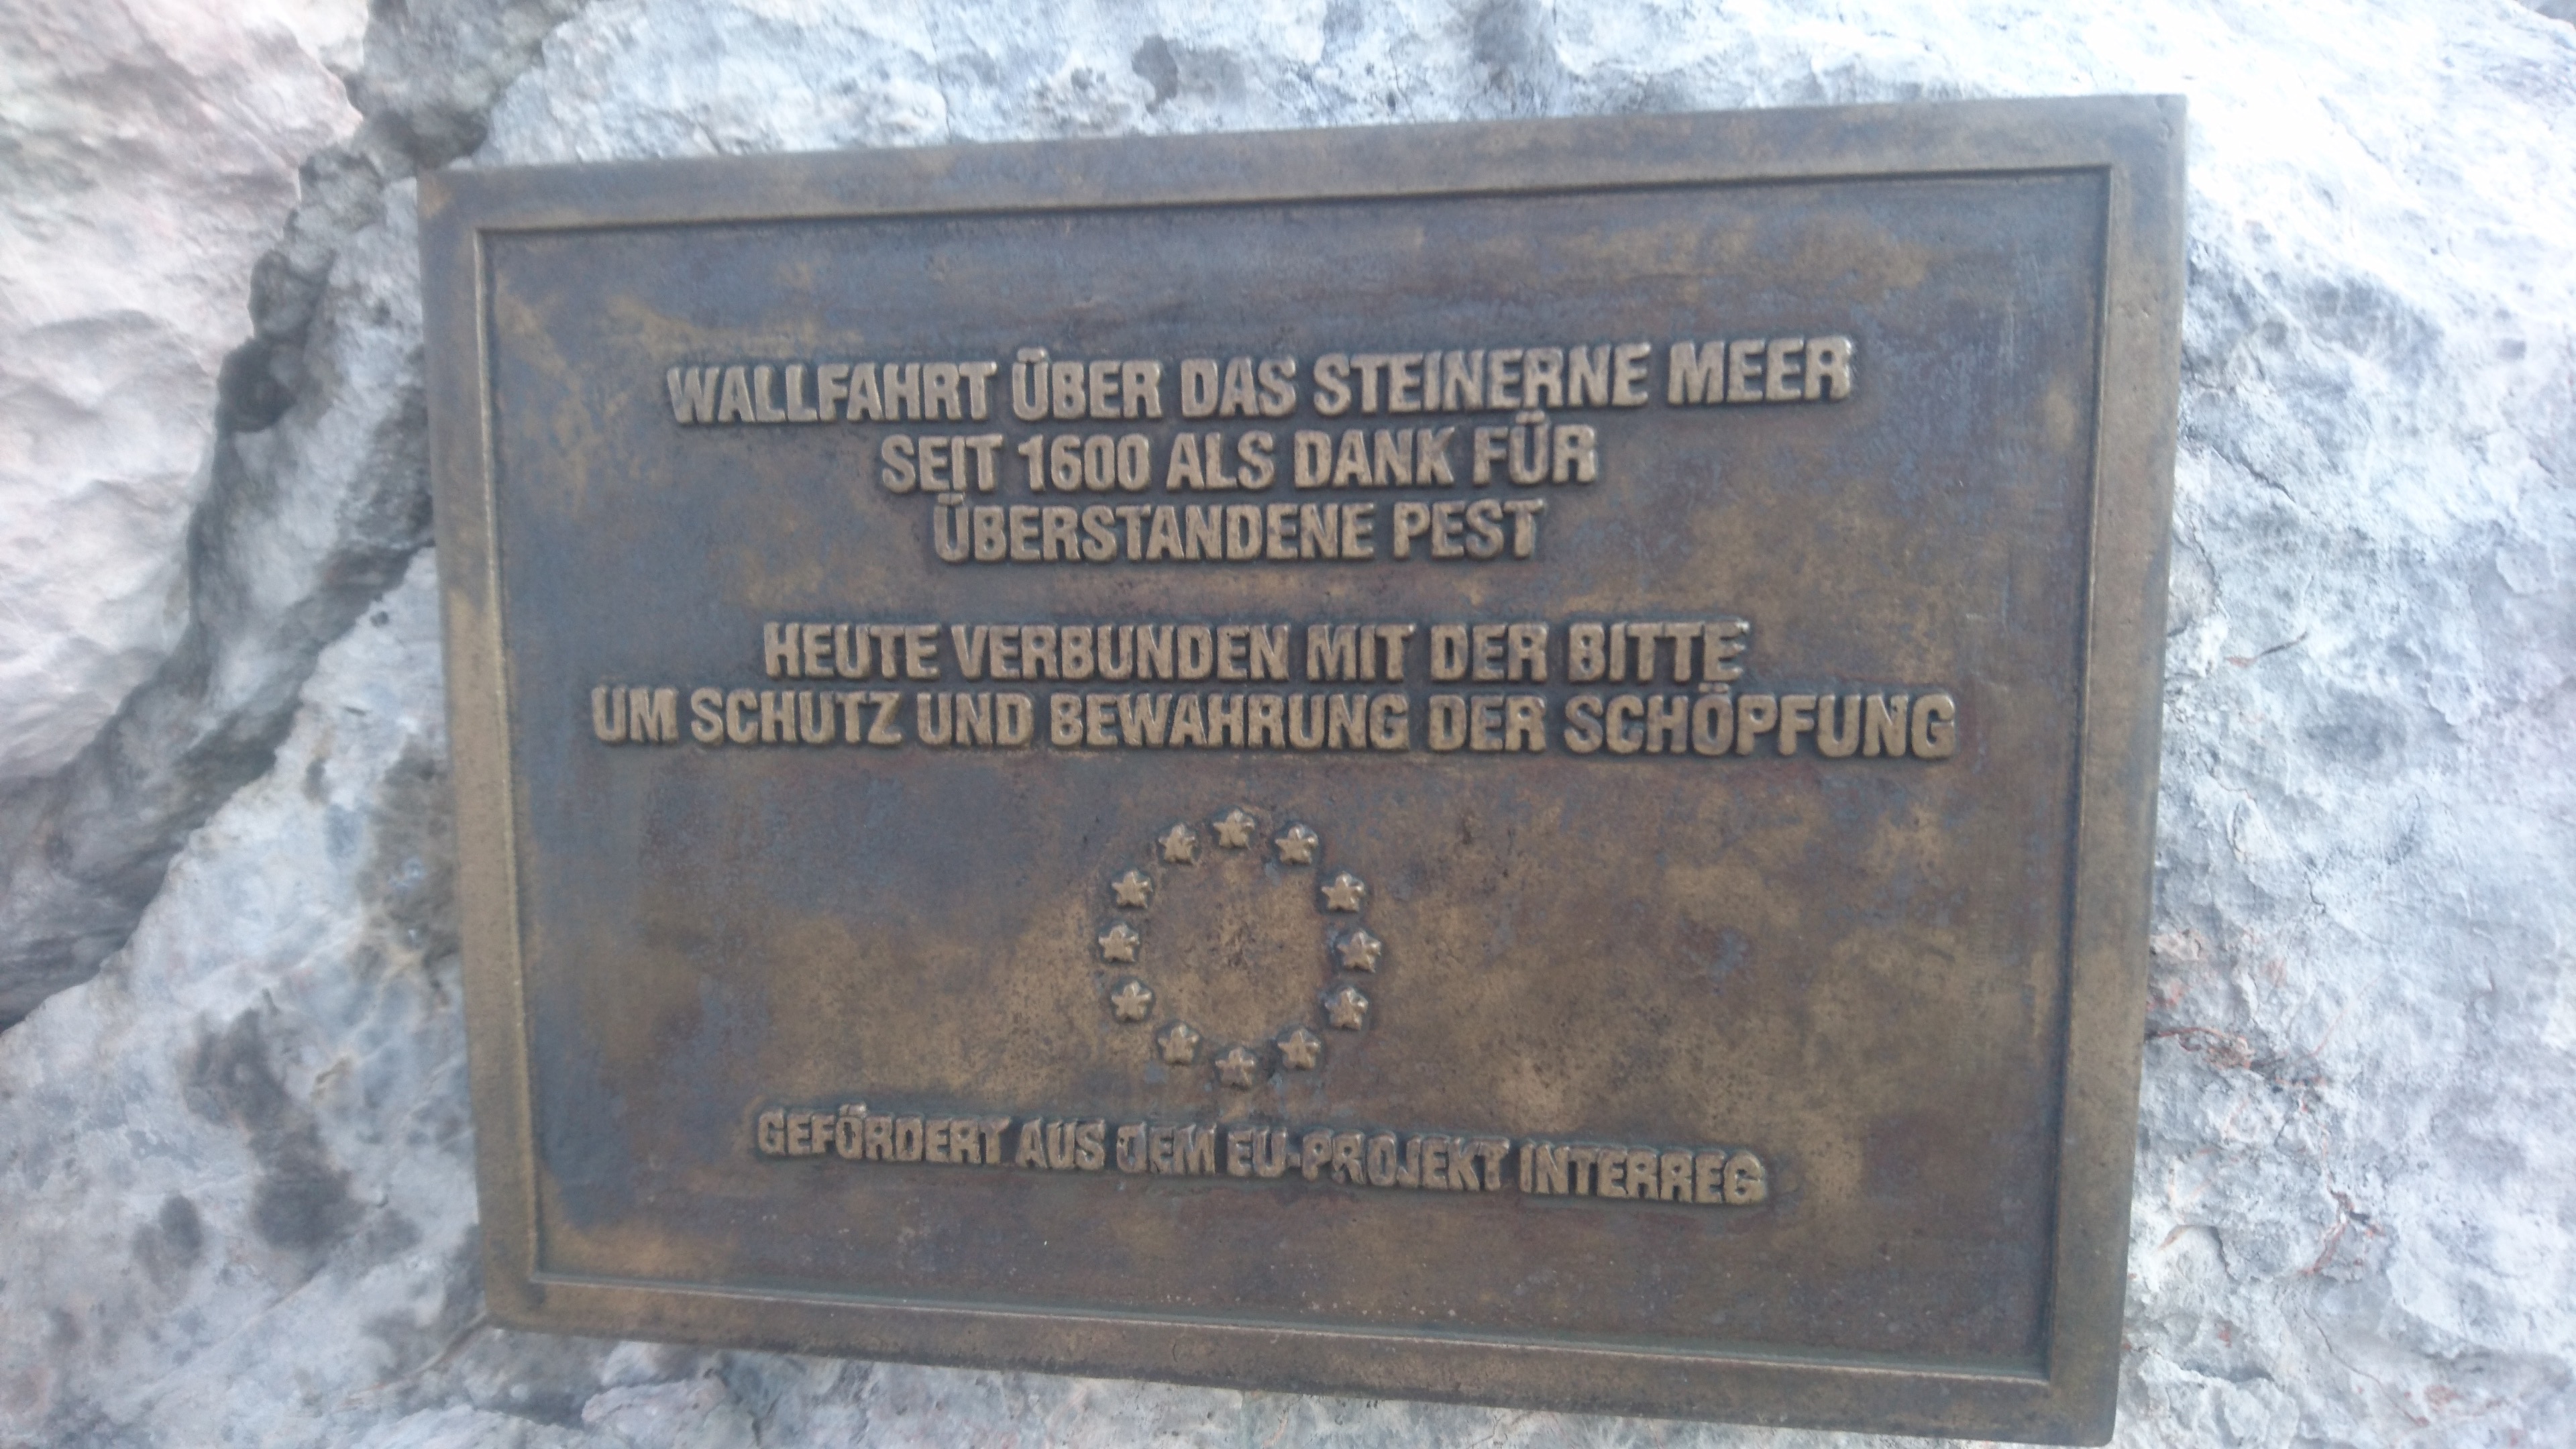 WALLFAHRT ÜBER DAS STEINERNE MEER
SEIT 1600 ALS DANK FÜR
ÜBERSTANDENE PEST
HEUTE VERBUNDEN MIT DER BITTE
UM SCHUTZ UND BEWAHRUNG DER SCHÖPFUNG
GEFÖRDERT AUS DEM EU-PROJEKT INTERREG